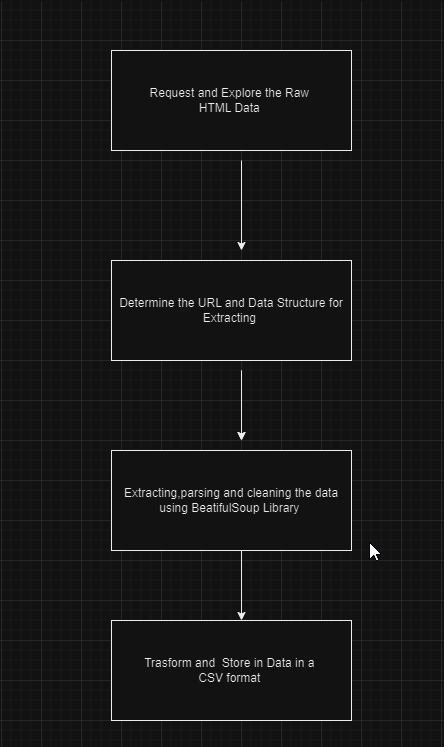 Request and Explore the Raw
HTML Data
Determine the URL and Data Structure for
Extracting
Extracting,parsing and cleaning the data
using BeatifulSoup Library
Trasform and  Store in Data in a
CSV format